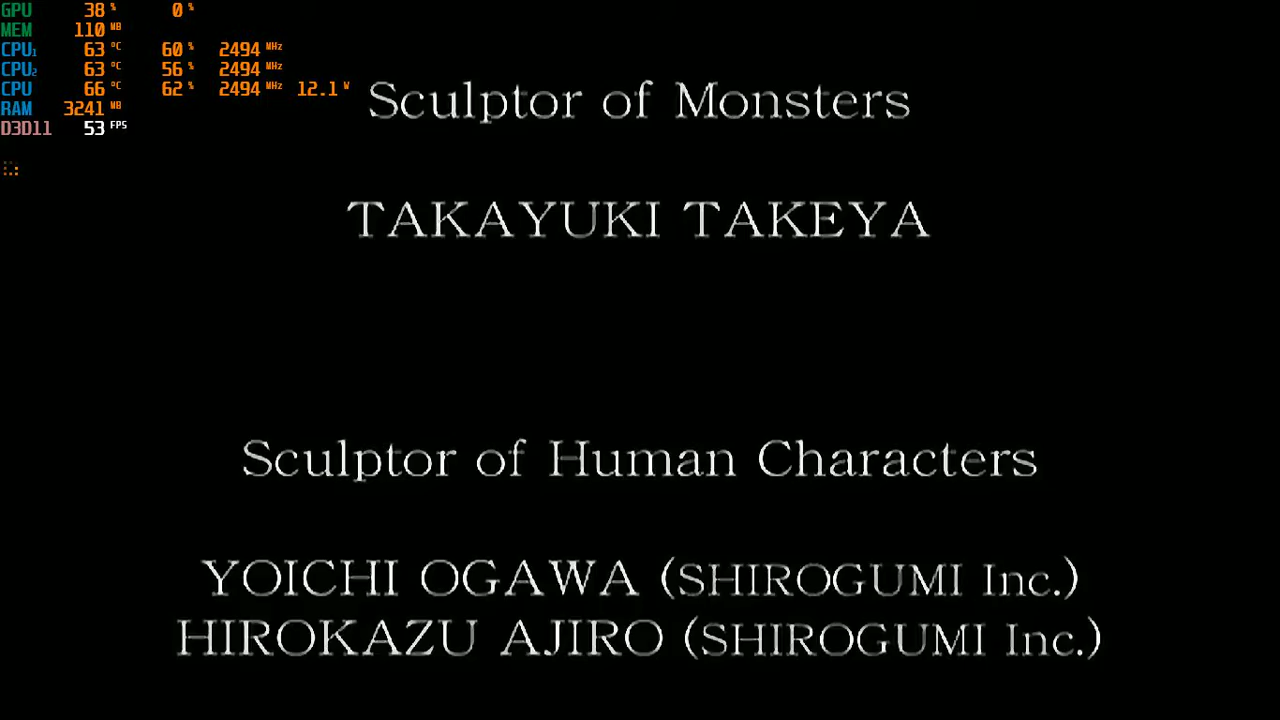 GPU 38 % 0 %
MEM 110 MB
CPU1 63 °C 60 % 2494 MHz
CPU2 63 °C 56 % 2494 MHz
CPU 66 °C 62 % 2494 MHz 12.1 W
RAM 3241 MB
D3D11 53 FPS
Sculptor of Monsters
TAKAYUKI TAKEYA
Sculptor of Human Characters
YOICHI OGAWA (SHIROGUMI Inc.)
HIROKAZU AJIRO (SHIROGUMI Inc.)